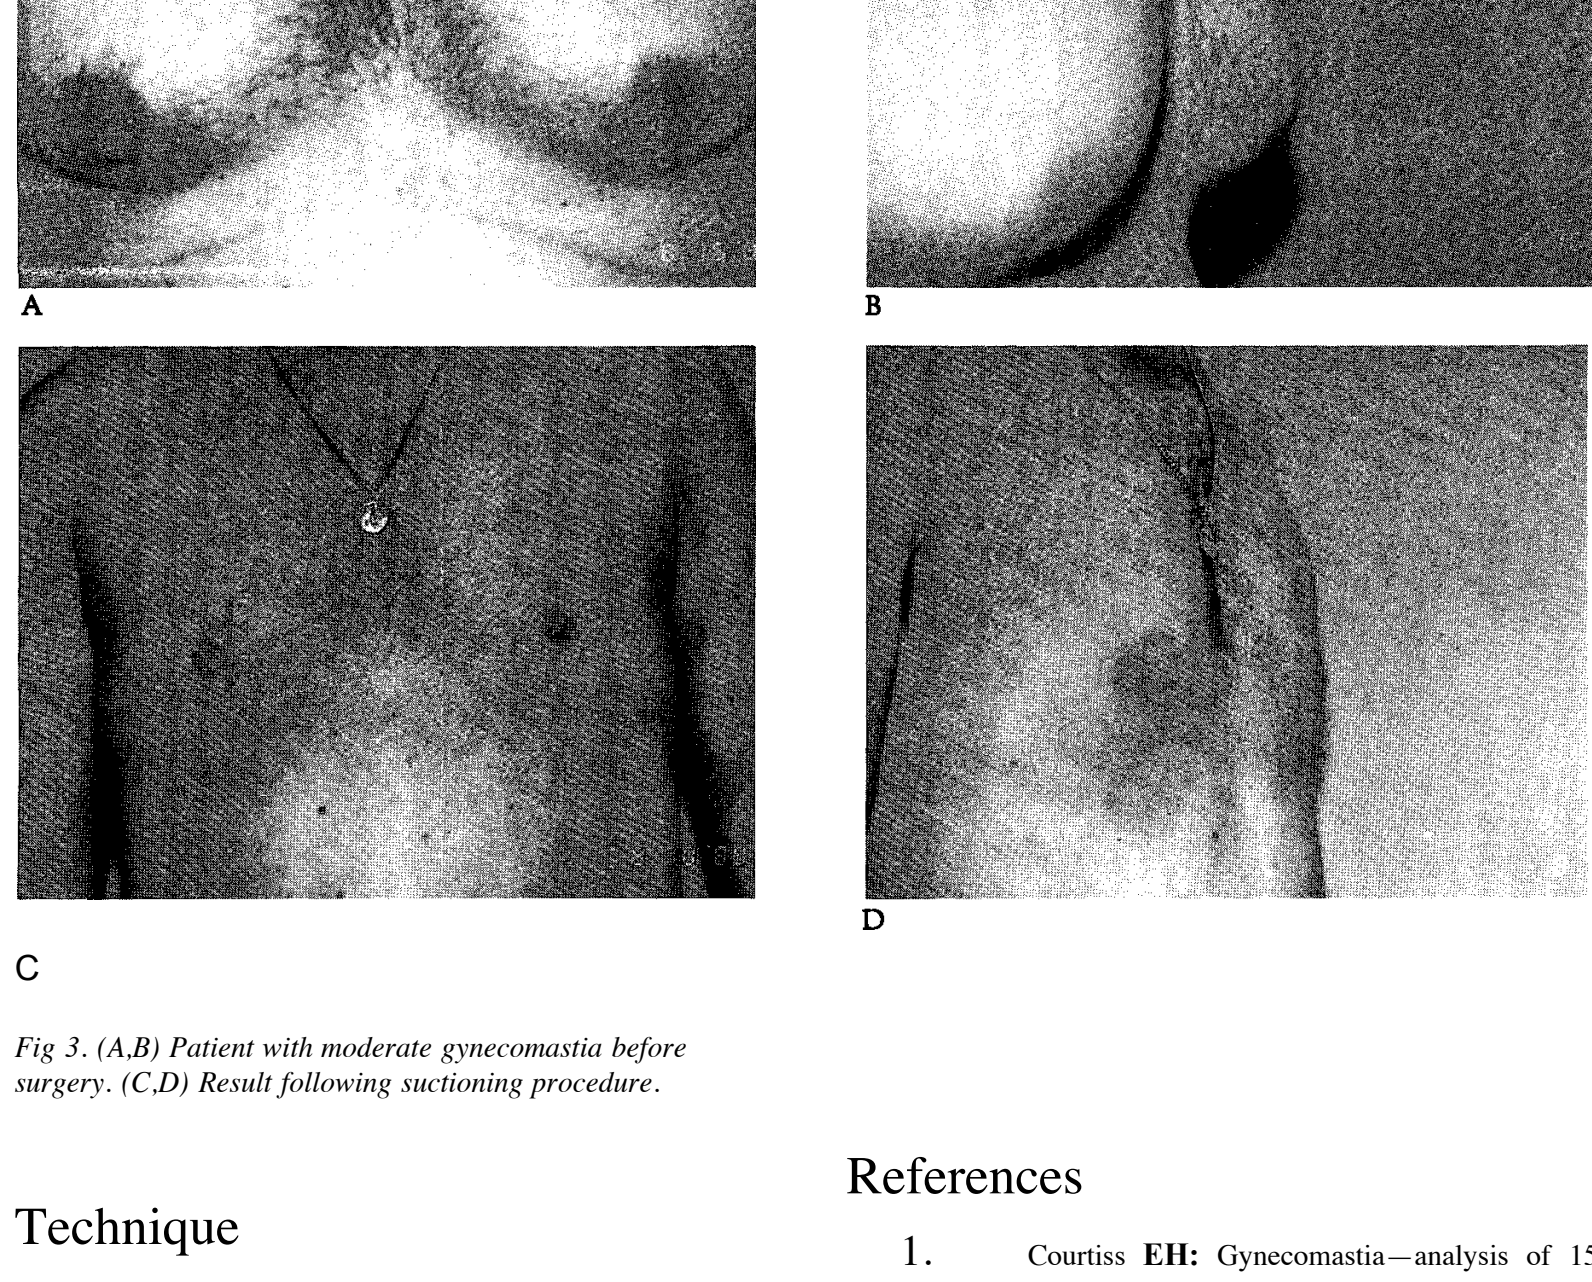 A
B
D
C
Fig 3. (A,B) Patient with moderate gynecomastia before
surgery. (C,D) Result following suctioning procedure.
References
Technique
1. Courtiss EH: Gynecomastia—analysis of 15